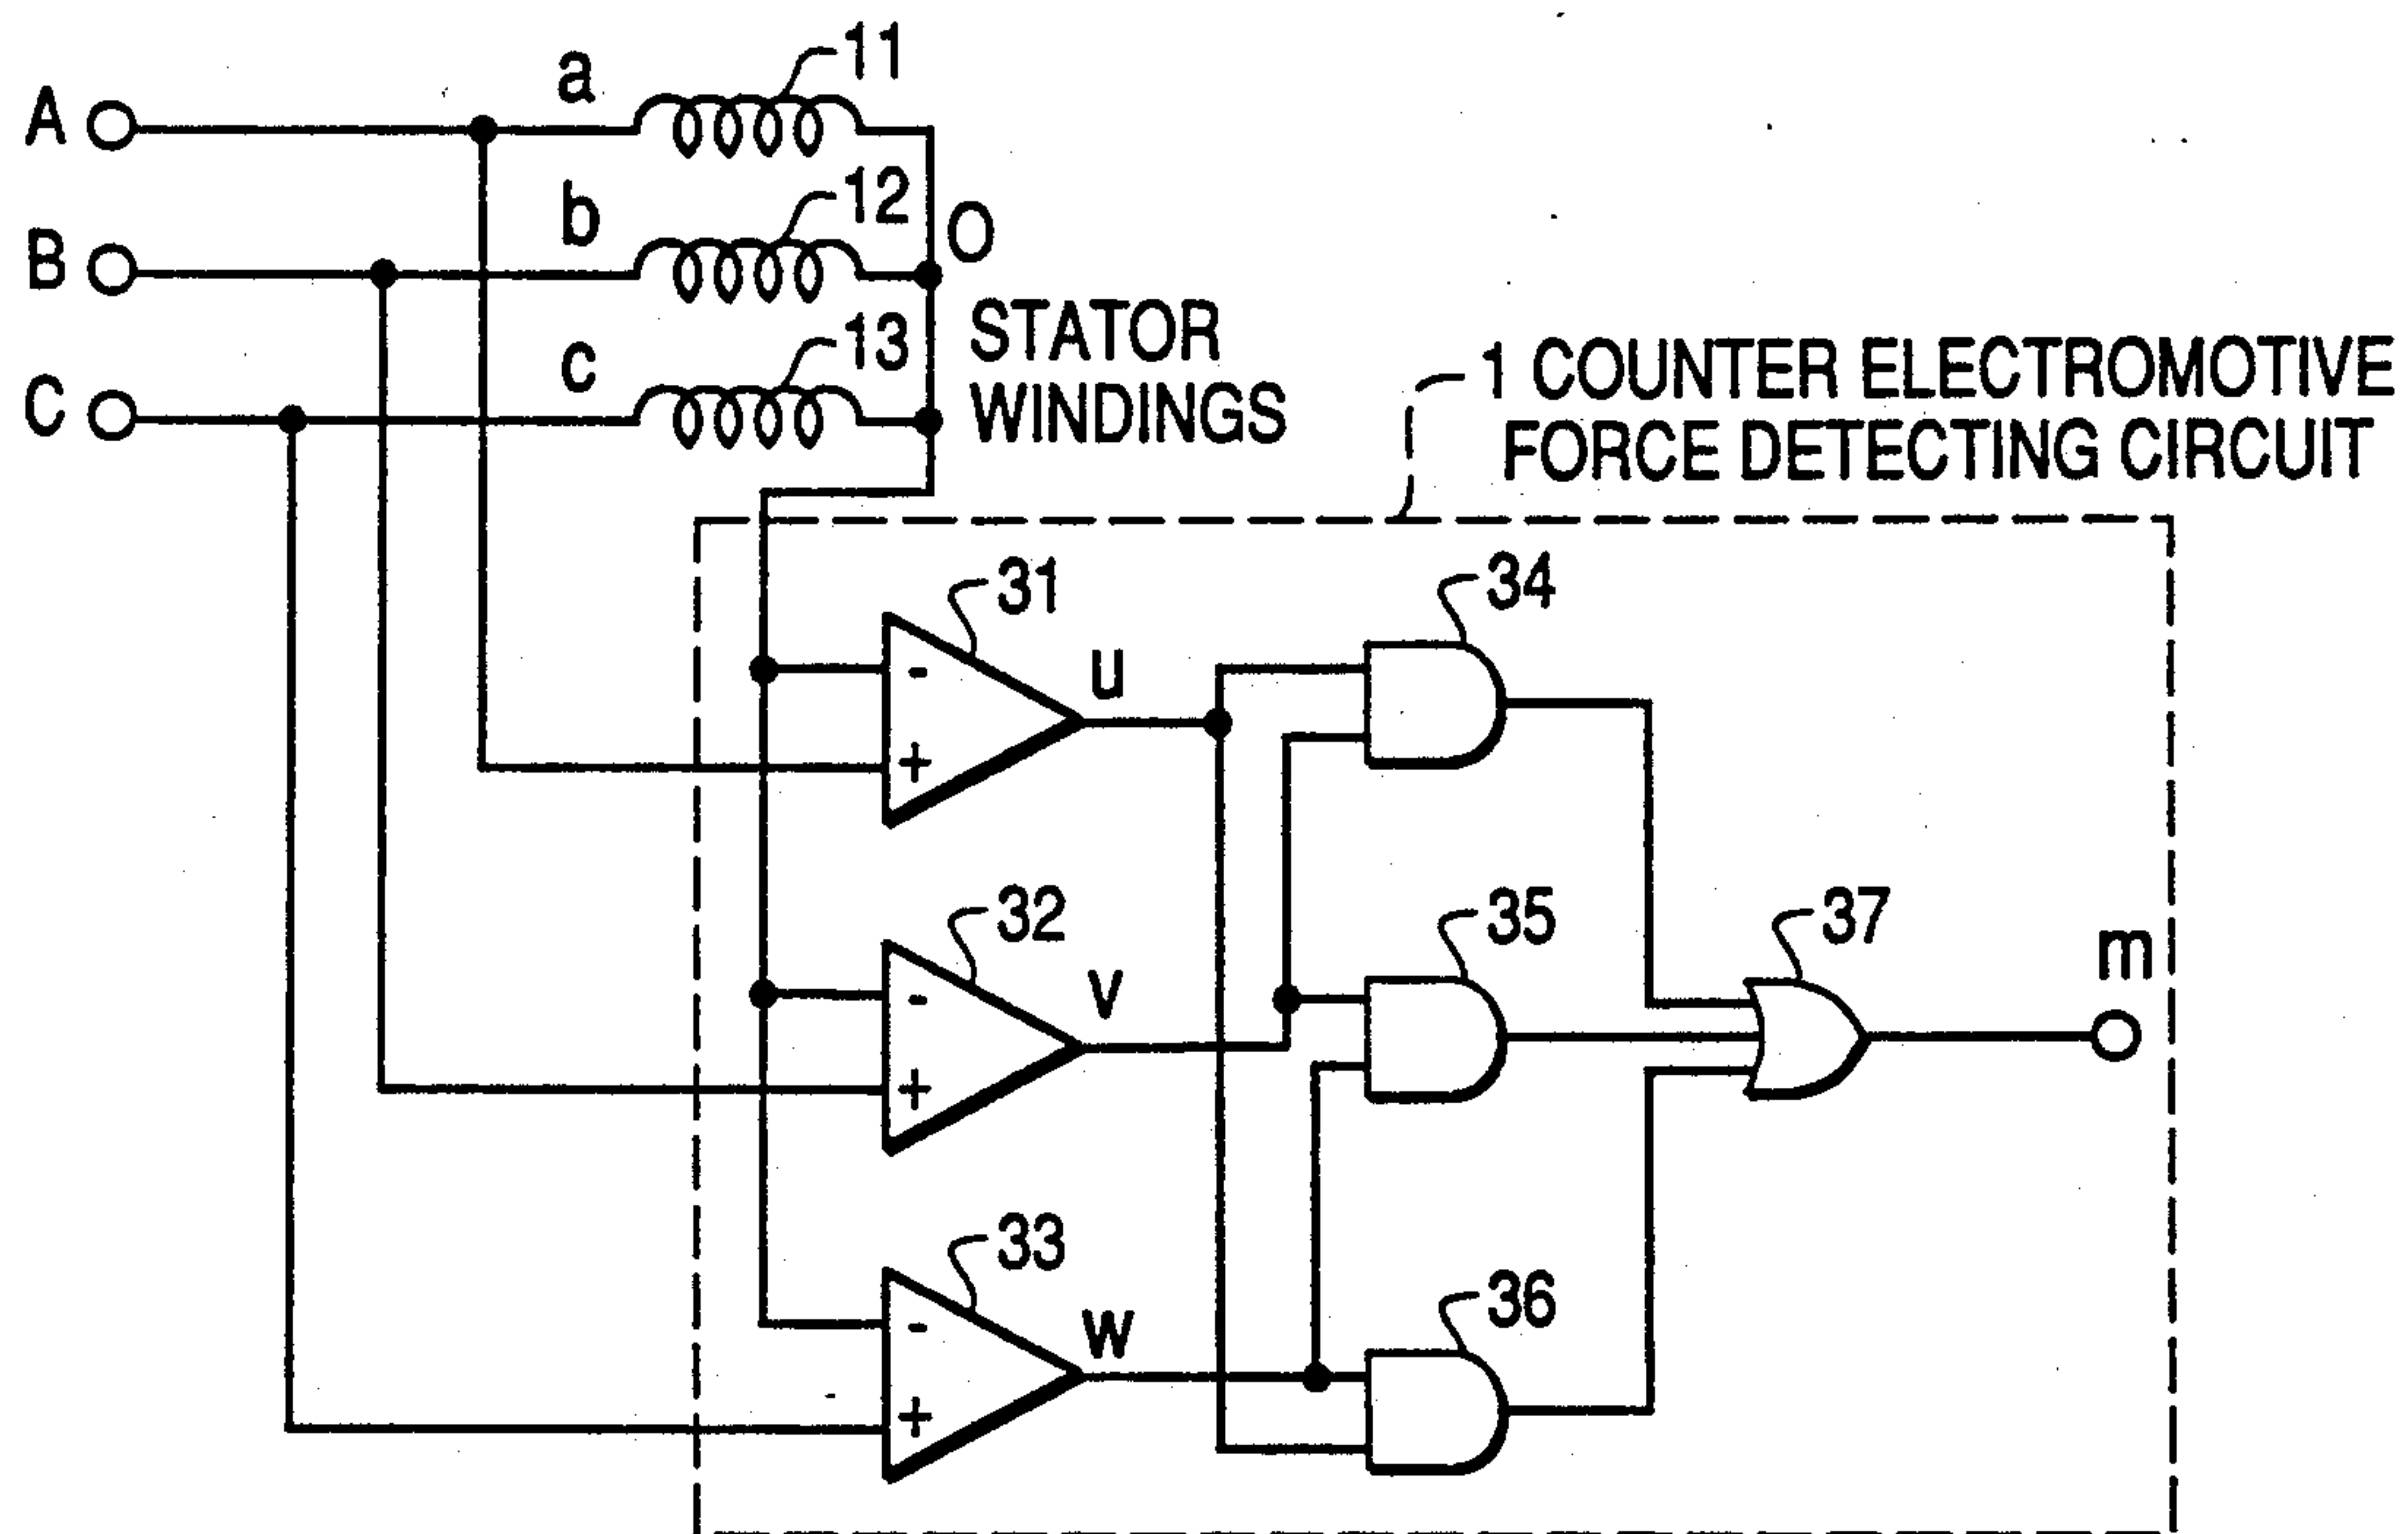 A
a
11
B
b
12
O
C
c
13
STATOR
WINDINGS
1 COUNTER ELECTROMOTIVE
FORCE DETECTING CIRCUIT
31
-
+
u
34
32
-
+
v
35
37
m
33
-
+
w
36